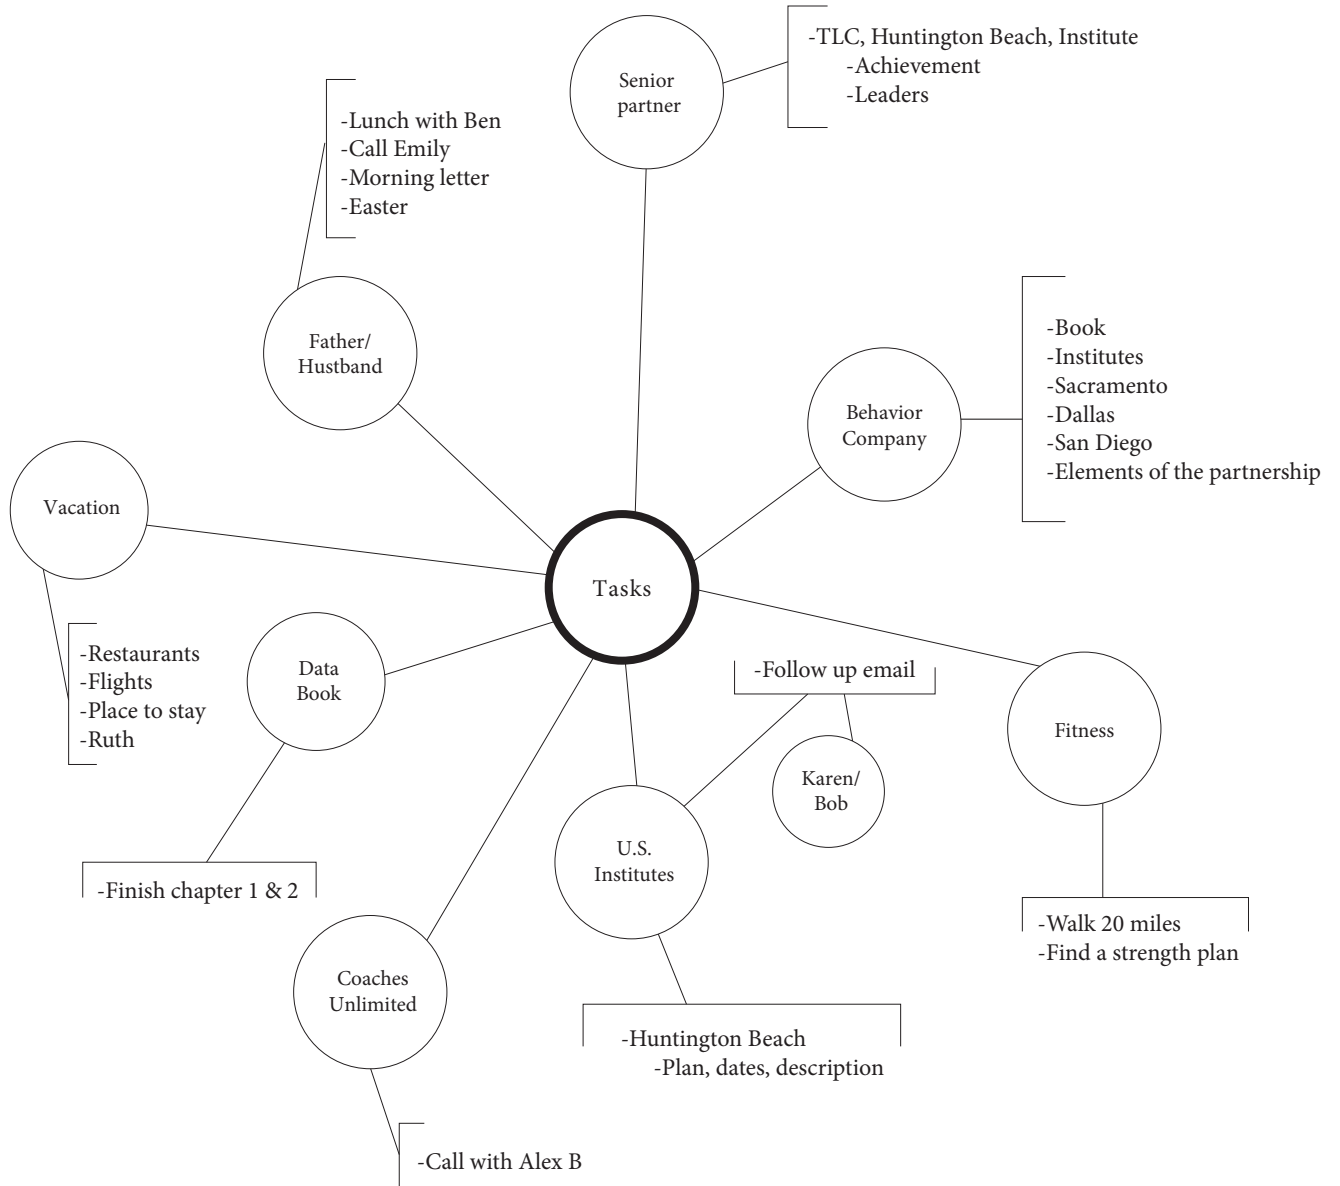 Senior
partner
-TLC, Huntington Beach, Institute
-Achievement
-Leaders
-Lunch with Ben
-Call Emily
-Morning letter
-Easter
Father/
Hustband
Behavior
Company
-Book
-Institutes
-Sacramento
-Dallas
-San Diego
-Elements of the partnership
Vacation
-Restaurants
-Flights
-Place to stay
-Ruth
Tasks
Data
Book
-Finish chapter 1 & 2
-Follow up email
Karen/
Bob
Fitness
-Walk 20 miles
-Find a strength plan
U.S.
Institutes
-Huntington Beach
-Plan, dates, description
Coaches
Unlimited
-Call with Alex B